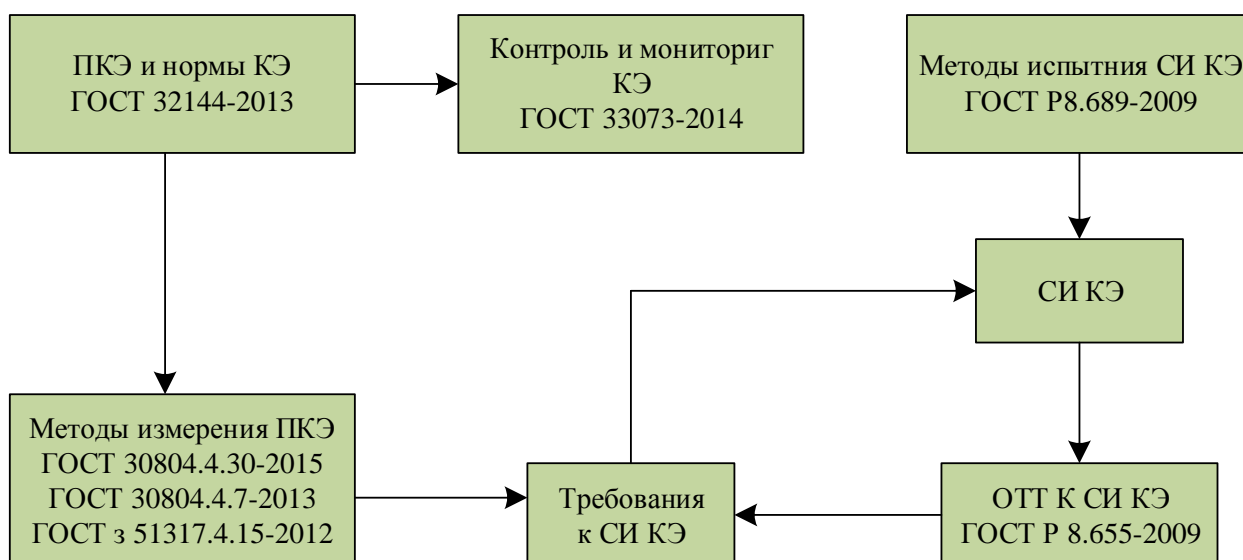 ПКЭ и нормы КЭ
ГОСТ 32144-2013
Контроль и мониториг
КЭ
ГОСТ 33073-2014
Методы испытния СИ КЭ
ГОСТ Р8.689-2009
СИ КЭ
Методы измерения ПКЭ
ГОСТ 30804.4.30-2015
ГОСТ 30804.4.7-2013
ГОСТ з 51317.4.15-2012
Требования
к СИ КЭ
ОТТ К СИ КЭ
ГОСТ Р 8.655-2009